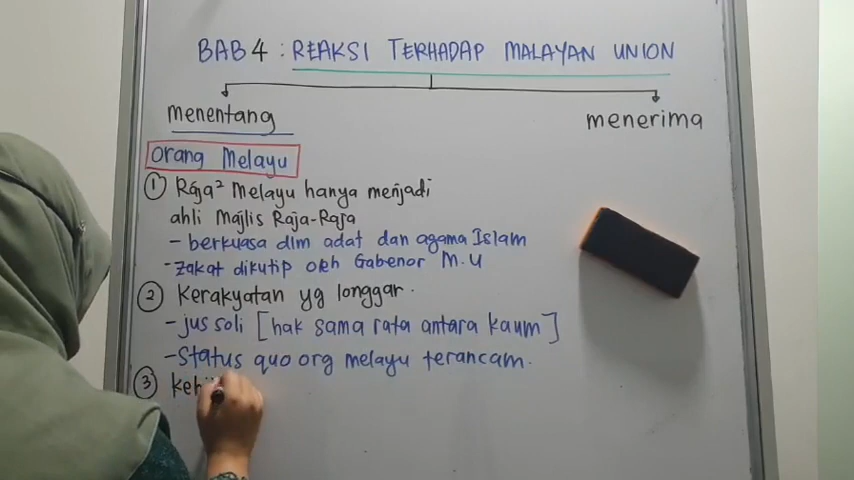 BAB 4 : REAKSI TERHADAP MALAYAN UNION
menentang
menerima
Orang Melayu
1 Raja² Melayu hanya menjadi
ahli Majlis Raja-Raja
- berkuasa dlm adat dan agama Islam
- zakat dikutip oleh Gabenor M.U
2 Kerakyatan yg longgar.
- jus soli [hak sama rata antara kaum]
- Status quo org melayu terancam.
3